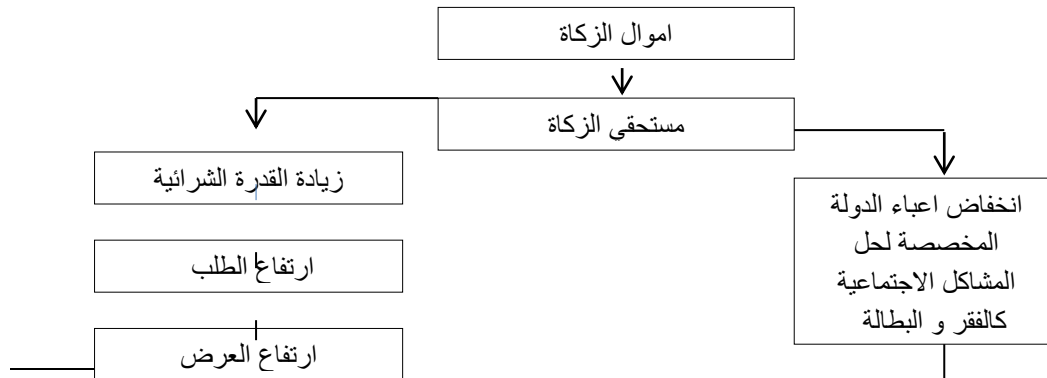 اموال الزكاة
مستحقي الزكاة
زيادة القدرة الشرائية
انخفاض اعباء الدولة
المخصصة لحل
المشاكل الاجتماعية
كالفقر و البطالة
ارتفاع الطلب
ارتفاع العرض